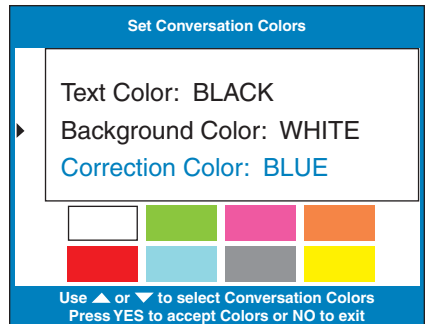 Set Conversation Colors
Text Color: BLACK
Background Color: WHITE
Correction Color: BLUE
Use ▲ or ▼ to select Conversation Colors
Press YES to accept Colors or NO to exit